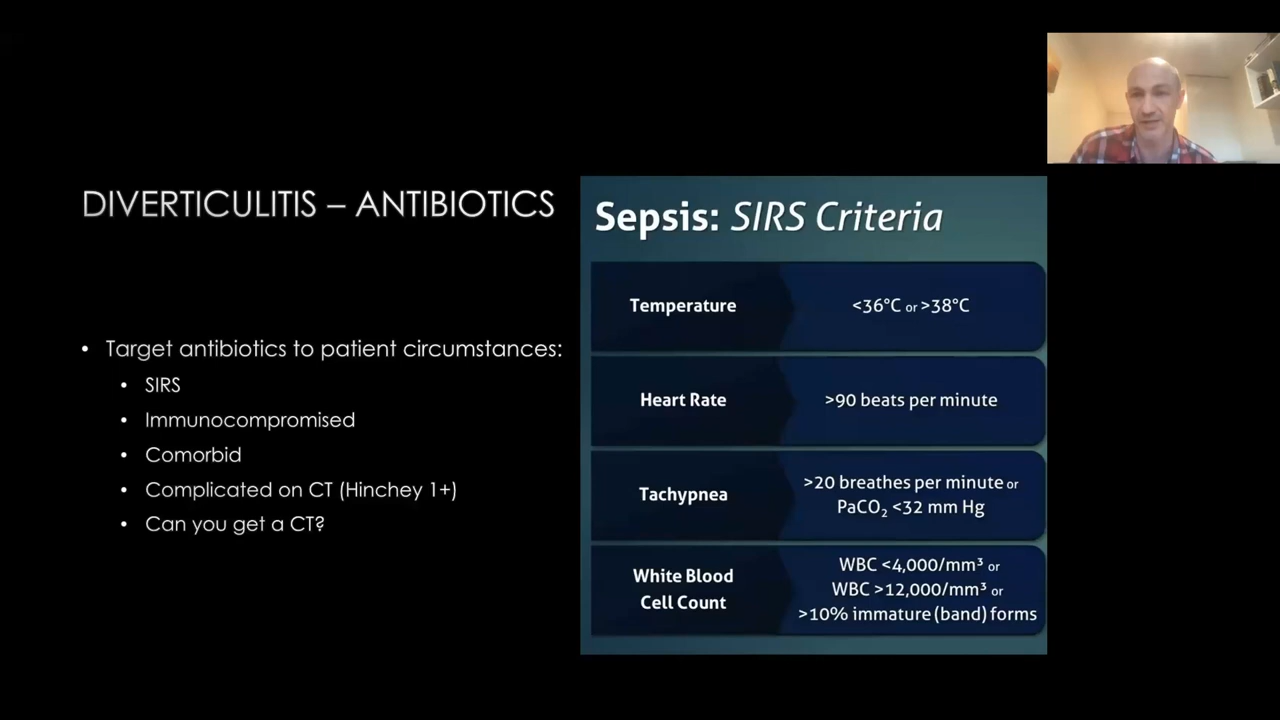 DIVERTICULITIS – ANTIBIOTICS
• Target antibiotics to patient circumstances:
• SIRS
• Immunocompromised
• Comorbid
• Complicated on CT (Hinchey 1+)
• Can you get a CT?
Sepsis: SIRS Criteria
Temperature
<36°C or >38°C
Heart Rate
>90 beats per minute
Tachypnea
>20 breathes per minute or
PaCO₂ <32 mm Hg
White Blood
Cell Count
WBC <4,000/mm³ or
WBC >12,000/mm³ or
>10% immature (band) forms